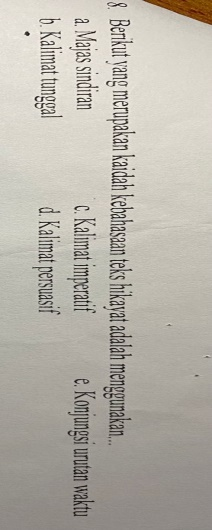 8. Berikut yang merupakan kaidah kebahasaan teks hikayat adalah menggunakan...
a. Majas sindiran c. Kalimat imperatif e. Konjungsi urutan waktu
b. Kalimat tunggal d. Kalimat persuasif